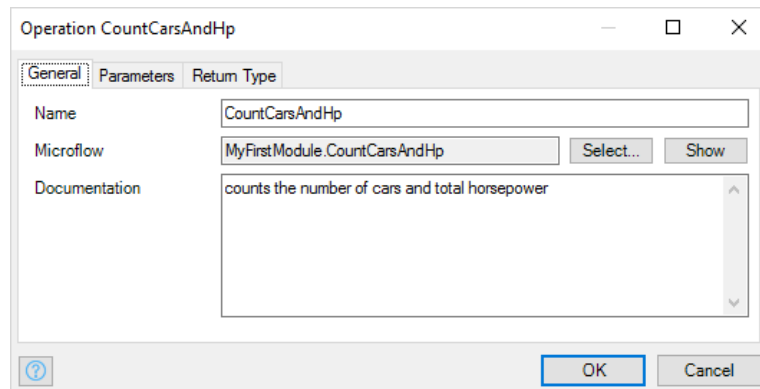 Operation CountCarsAndHp
General Parameters Return Type
Name CountCarsAndHp
Microflow MyFirstModule.CountCarsAndHp Select... Show
Documentation counts the number of cars and total horsepower
? OK Cancel